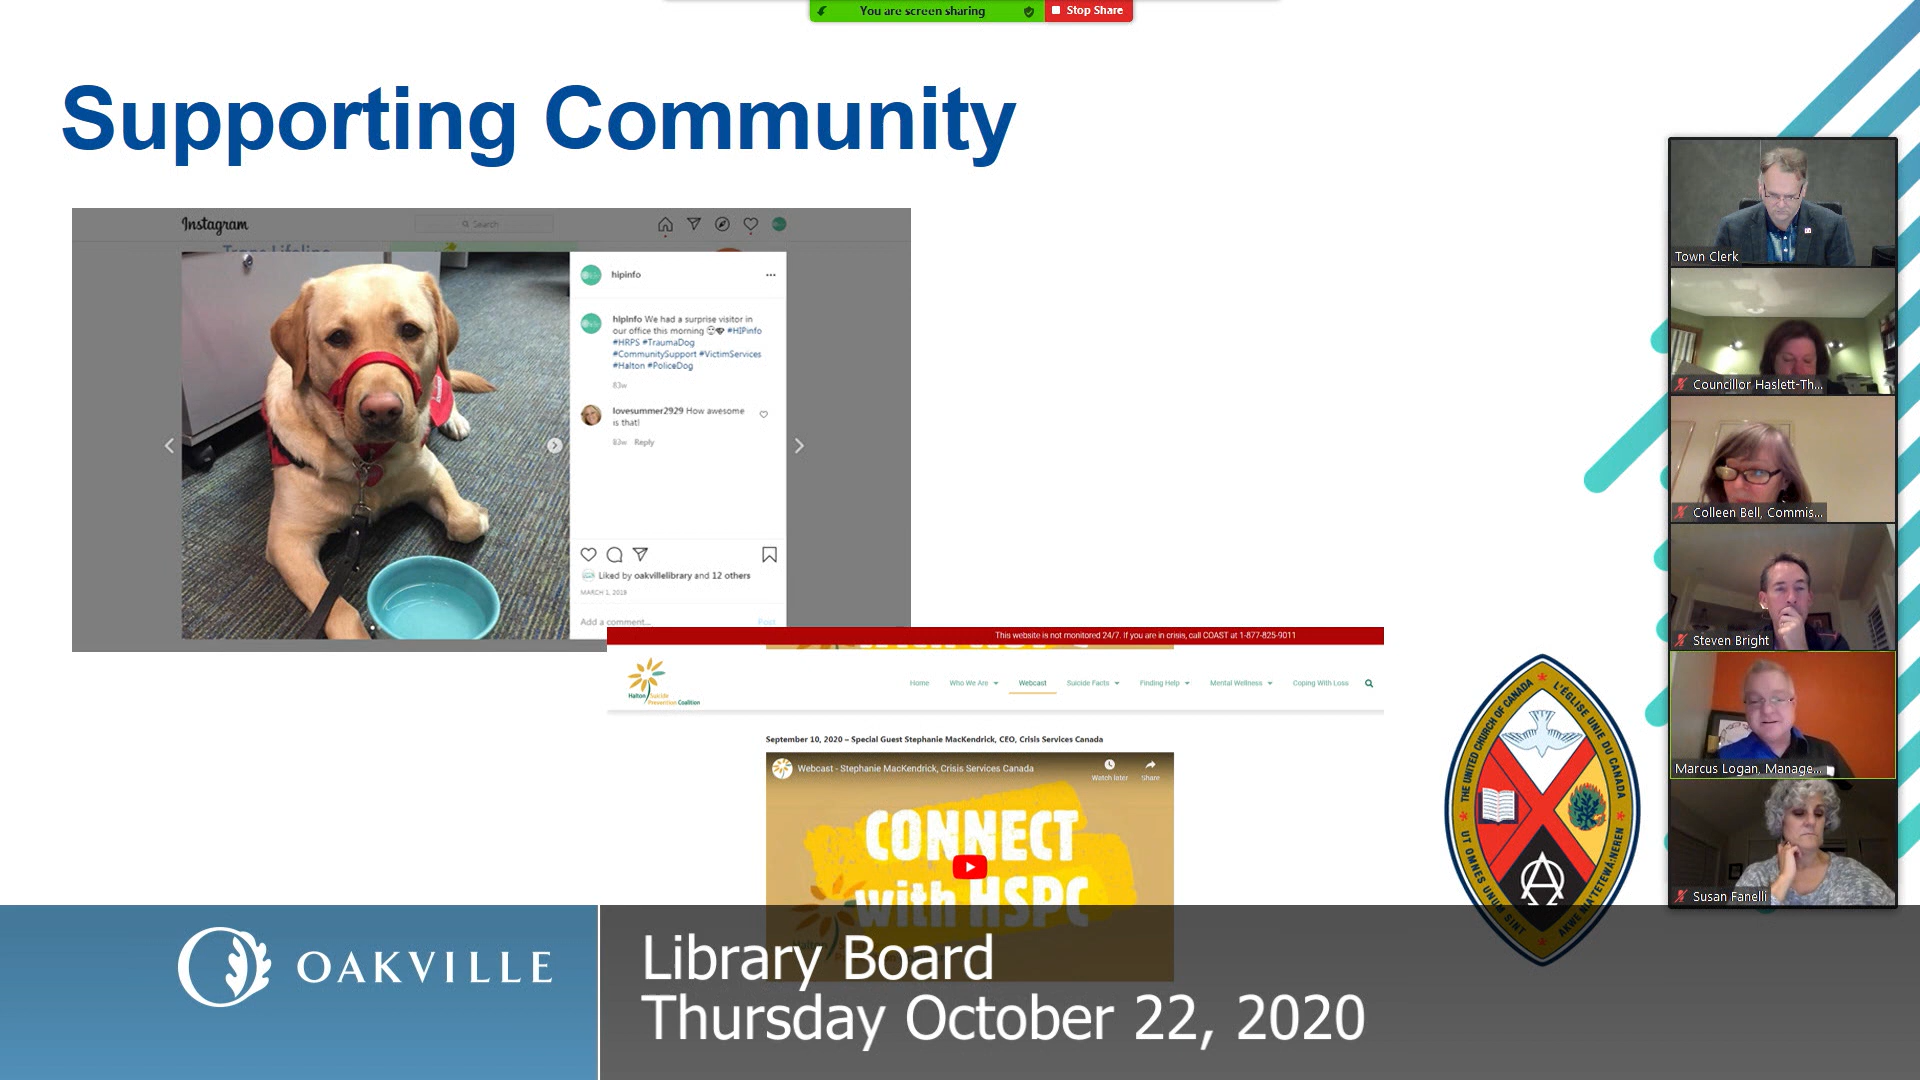 You are screen sharing
Stop Share
Supporting Community
Instagram
Search
Trans Lifeline
hipinfo
hipinfo We had a surprise visitor in
our office this morning #HIPinfo
#HRPS #TraumaDog
#CommunitySupport #VictimServices
#Halton #PoliceDog
83w
lovesummer2929 How awesome
is that!
83w Reply
Liked by oakvillelibrary and 12 others
MARCH 1, 2019
Add a comment...
Post
This website is not monitored 24/7. If you are in crisis, call COAST at 1-877-825-9011
Halton Suicide
Prevention Coalition
Home
Who We Are
Webcast
Suicide Facts
Finding Help
Mental Wellness
Coping With Loss
September 10, 2020 – Special Guest Stephanie MacKendrick, CEO, Crisis Services Canada
Webcast - Stephanie MacKendrick, Crisis Services Canada
Watch later
Share
CONNECT
with HSPC
THE UNITED CHURCH OF CANADA
L'ÉGLISE UNIE DU CANADA
UT OMNES UNUM SINT
AKWE NIA'TETEWÁ:NEREN
Town Clerk
Councillor Haslett-Th...
Colleen Bell, Commis...
Steven Bright
Marcus Logan, Manage...
Susan Fanelli
OAKVILLE
Library Board
Thursday October 22, 2020